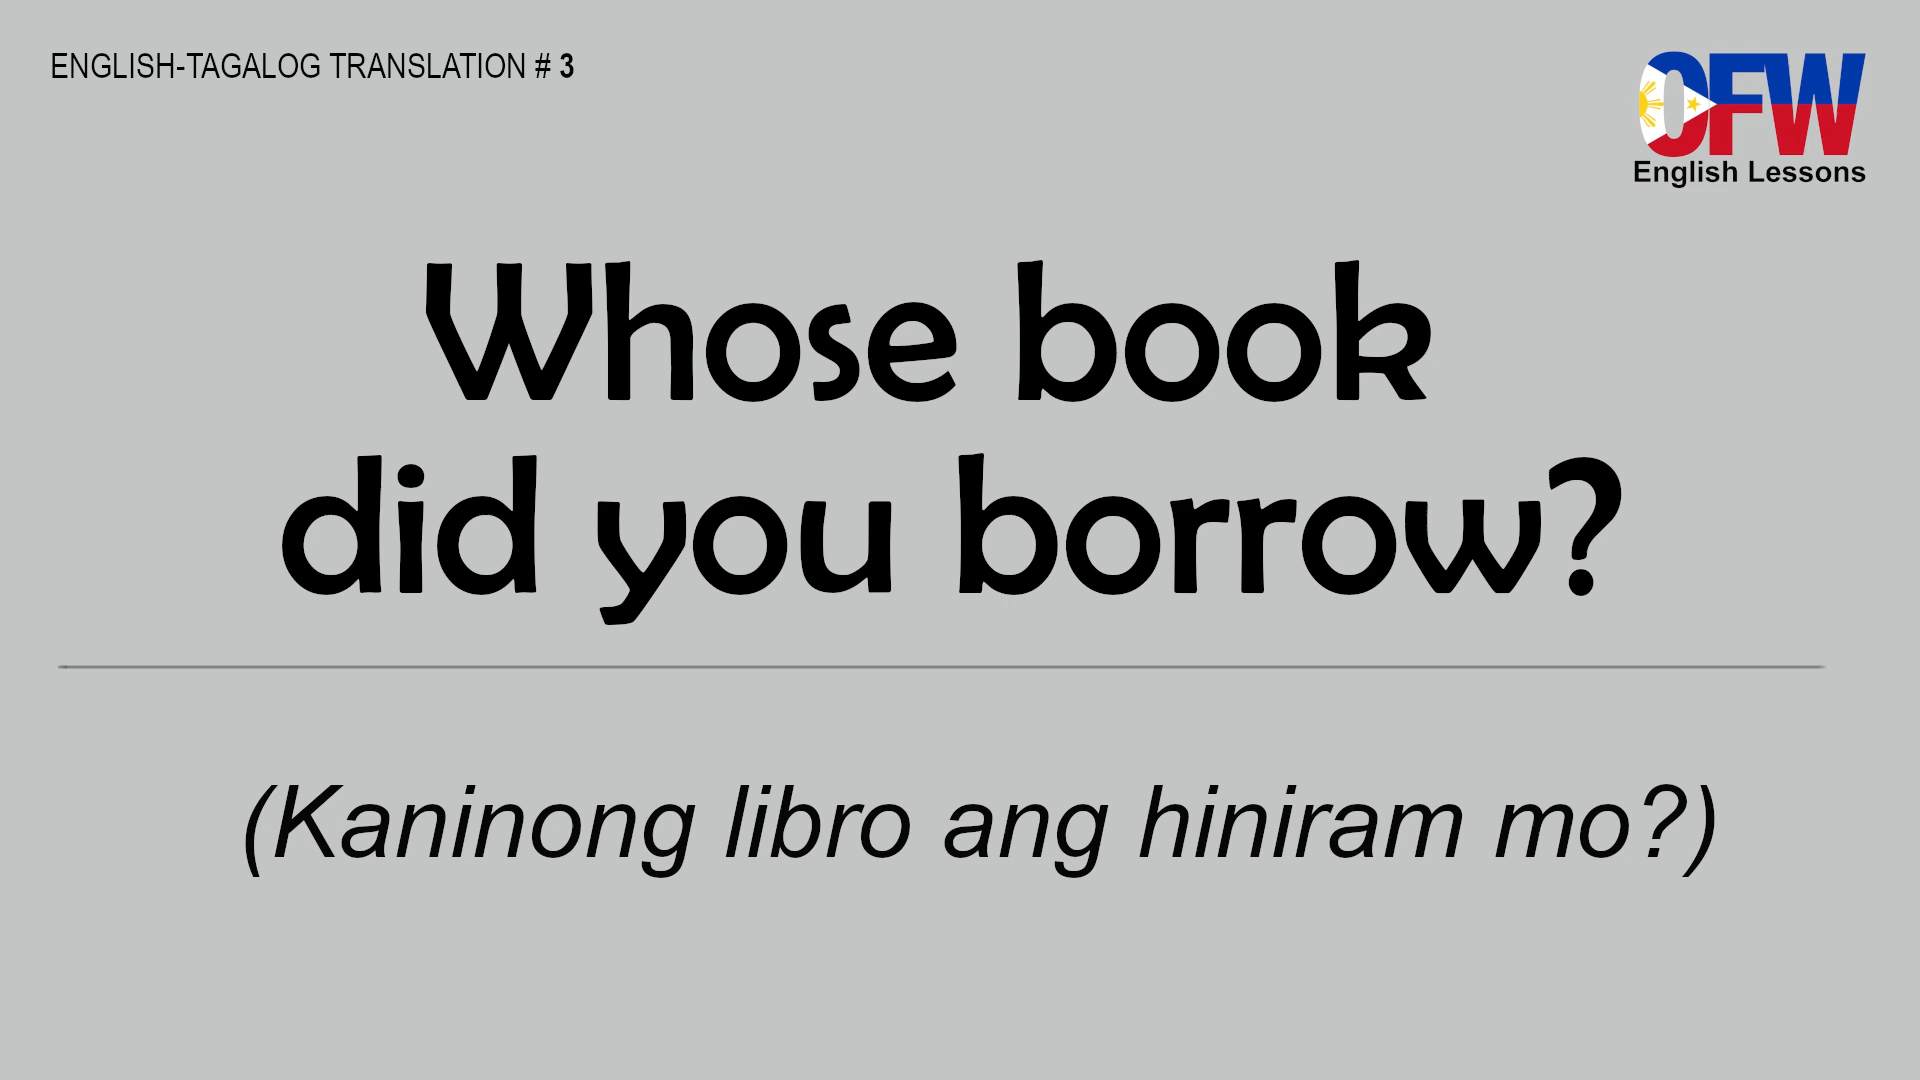 ENGLISH-TAGALOG TRANSLATION # 3
OFW
English Lessons
Whose book
did you borrow?
(Kaninong libro ang hiniram mo?)